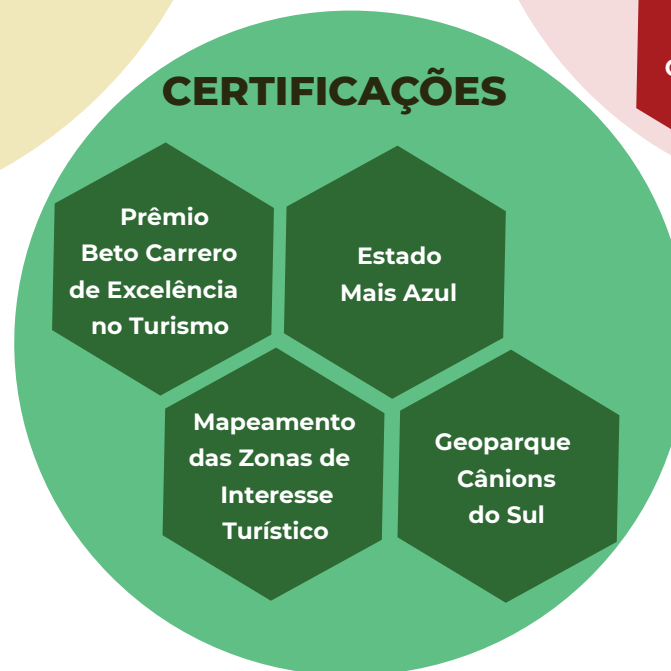 CERTIFICAÇÕES
Prêmio
Beto Carrero
de Excelência
no Turismo
Estado
Mais Azul
Mapeamento
das Zonas de
Interesse
Turístico
Geoparque
Cânions
do Sul